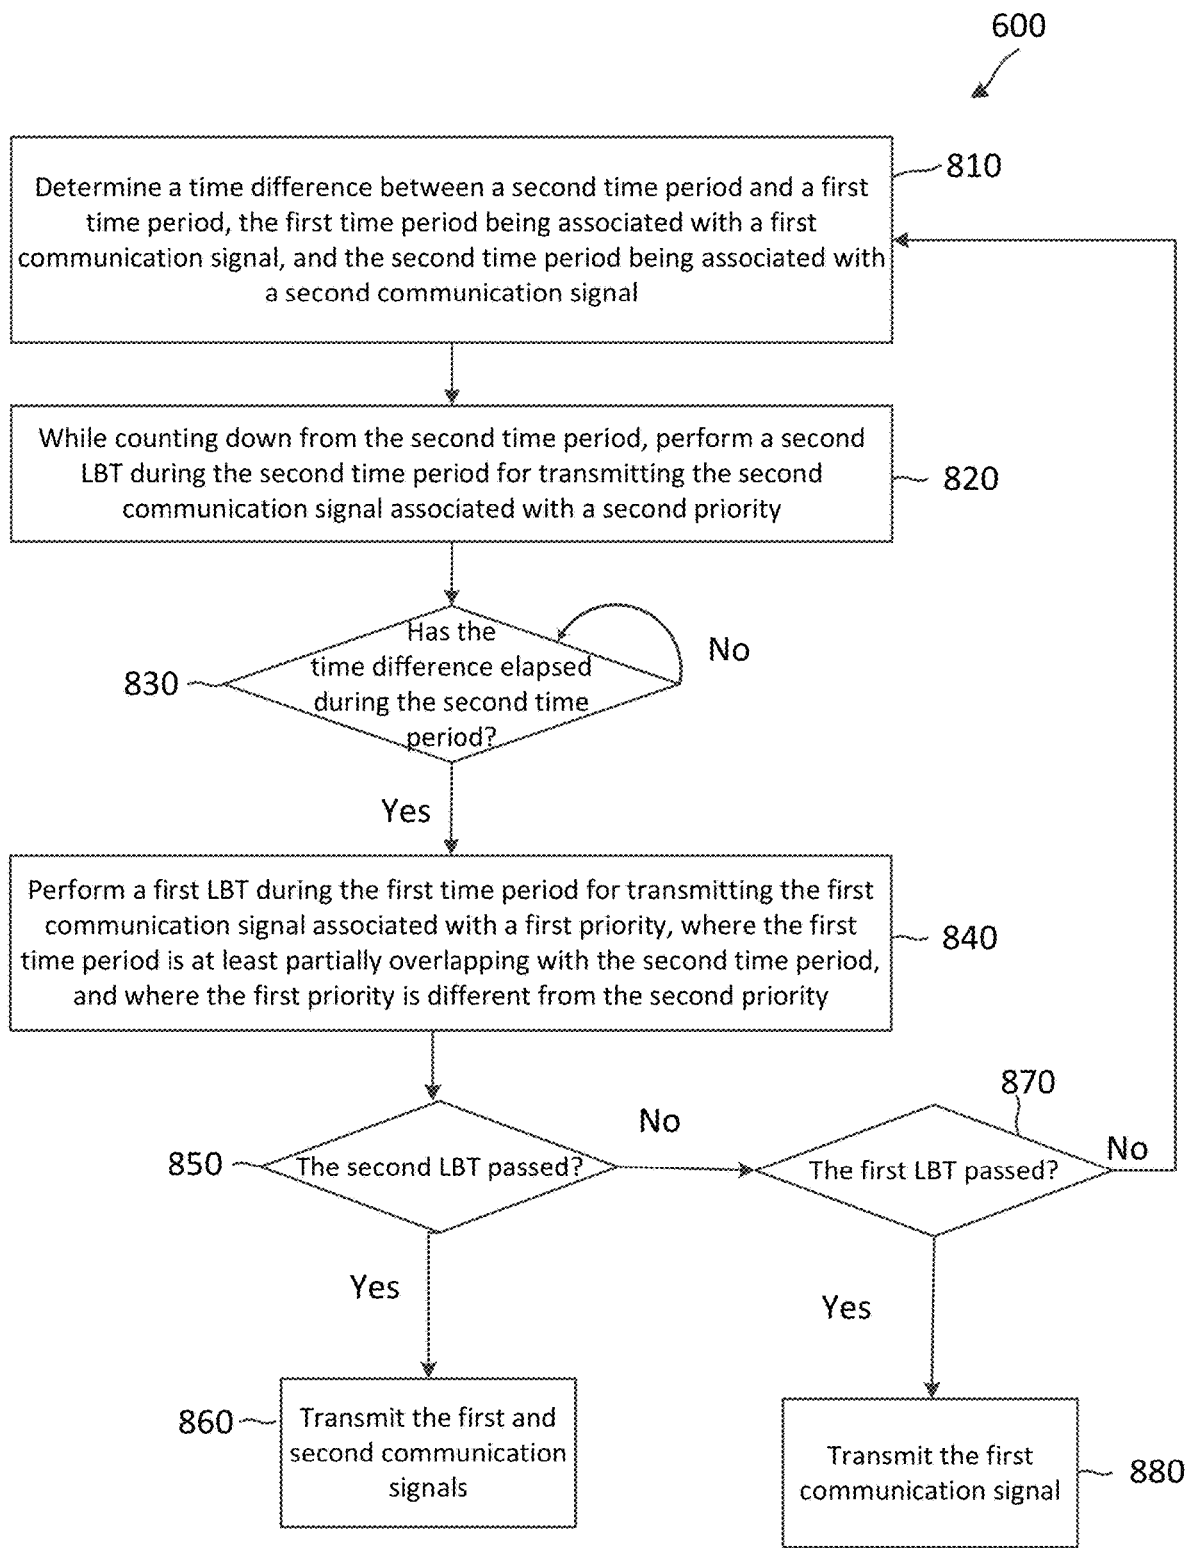 600
810
Determine a time difference between a second time period and a first
time period, the first time period being associated with a first
communication signal, and the second time period being associated with
a second communication signal
While counting down from the second time period, perform a second
LBT during the second time period for transmitting the second
communication signal associated with a second priority
820
Has the
time difference elapsed
during the second time
period?
No
830
Yes
Perform a first LBT during the first time period for transmitting the first
communication signal associated with a first priority, where the first
time period is at least partially overlapping with the second time period,
and where the first priority is different from the second priority
840
870
850
The second LBT passed?
No
The first LBT passed?
No
Yes
Yes
860
Transmit the first and
second communication
signals
Transmit the first
communication signal
880